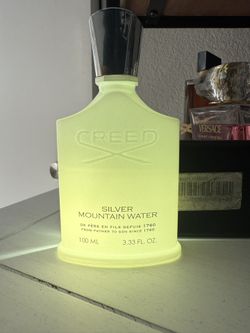 CREED
SILVER
MOUNTAIN WATER
DE PÈRE EN FILS DEPUIS 1760
FROM FATHER TO SON SINCE 1760
100 ML 3.33 FL. OZ.
VERSACE